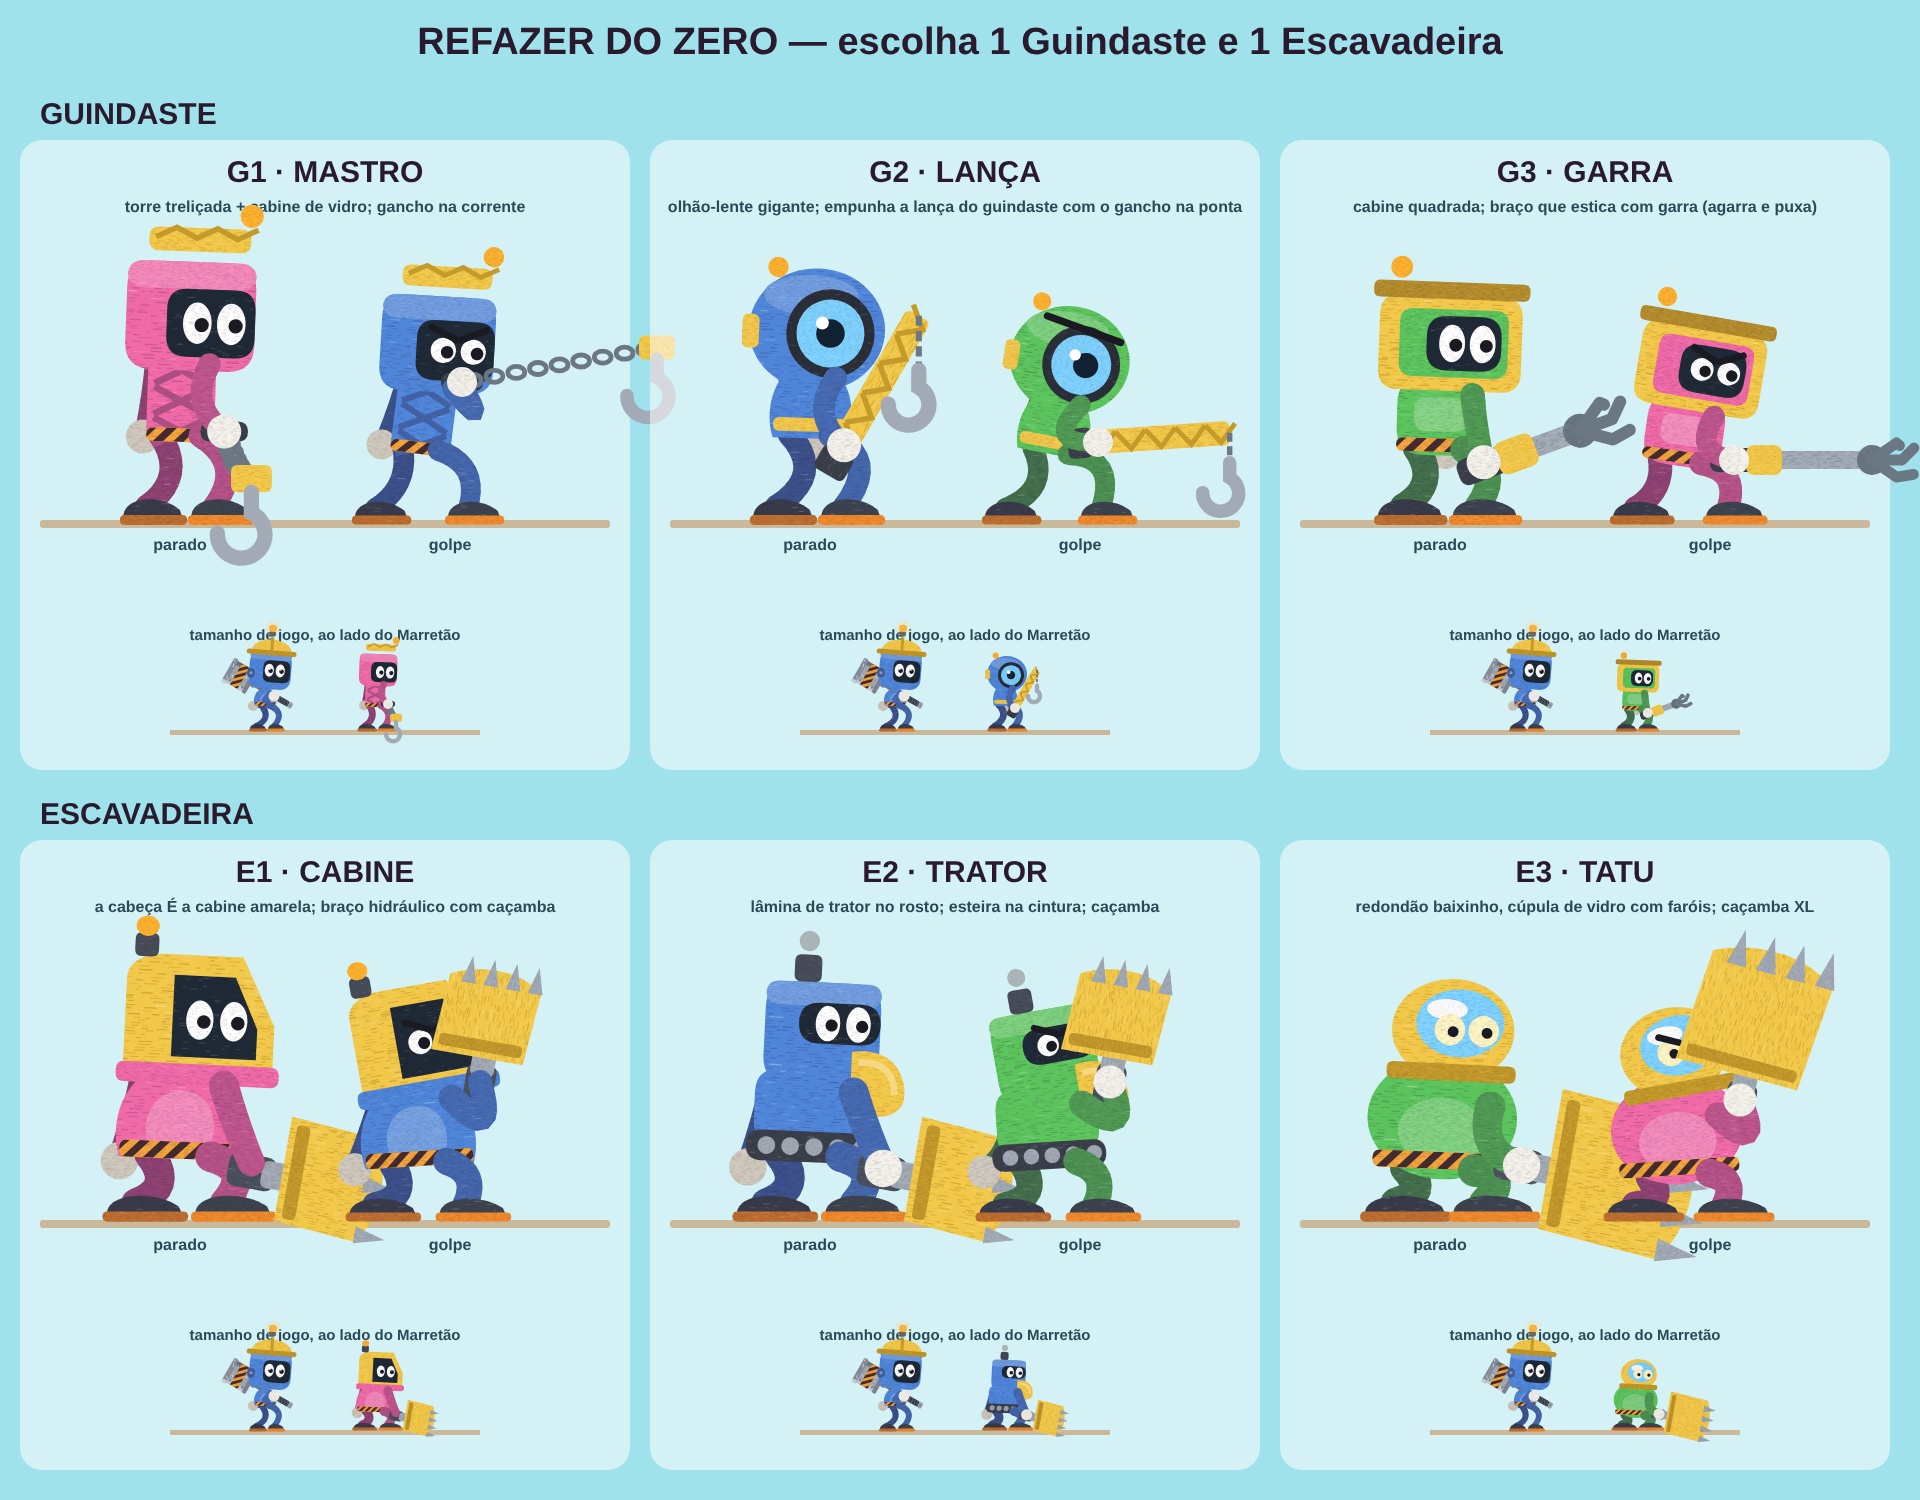 REFAZER DO ZERO — escolha 1 Guindaste e 1 Escavadeira
GUINDASTE
G1 · MASTRO
torre treliçada + cabine de vidro; gancho na corrente
parado
golpe
tamanho de jogo, ao lado do Marretão
G2 · LANÇA
olhão-lente gigante; empunha a lança do guindaste com o gancho na ponta
parado
golpe
tamanho de jogo, ao lado do Marretão
G3 · GARRA
cabine quadrada; braço que estica com garra (agarra e puxa)
parado
golpe
tamanho de jogo, ao lado do Marretão
ESCAVADEIRA
E1 · CABINE
a cabeça É a cabine amarela; braço hidráulico com caçamba
parado
golpe
tamanho de jogo, ao lado do Marretão
E2 · TRATOR
lâmina de trator no rosto; esteira na cintura; caçamba
parado
golpe
tamanho de jogo, ao lado do Marretão
E3 · TATU
redondão baixinho, cúpula de vidro com faróis; caçamba XL
parado
golpe
tamanho de jogo, ao lado do Marretão